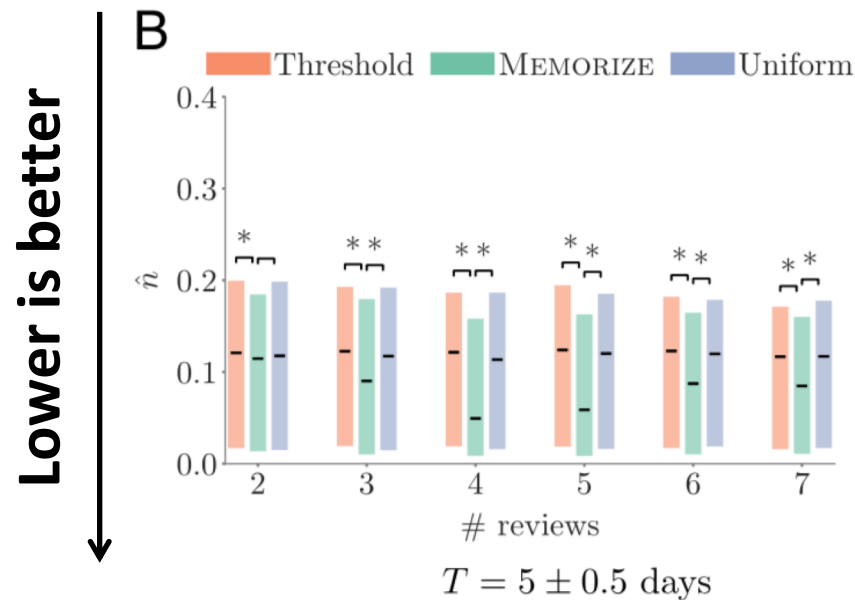 Lower is better
B
Threshold MEMORIZE Uniform
n̂
0.4
0.3
0.2
0.1
0.0
* * * * * * * * * * *
2 3 4 5 6 7
# reviews
T = 5 ± 0.5 days